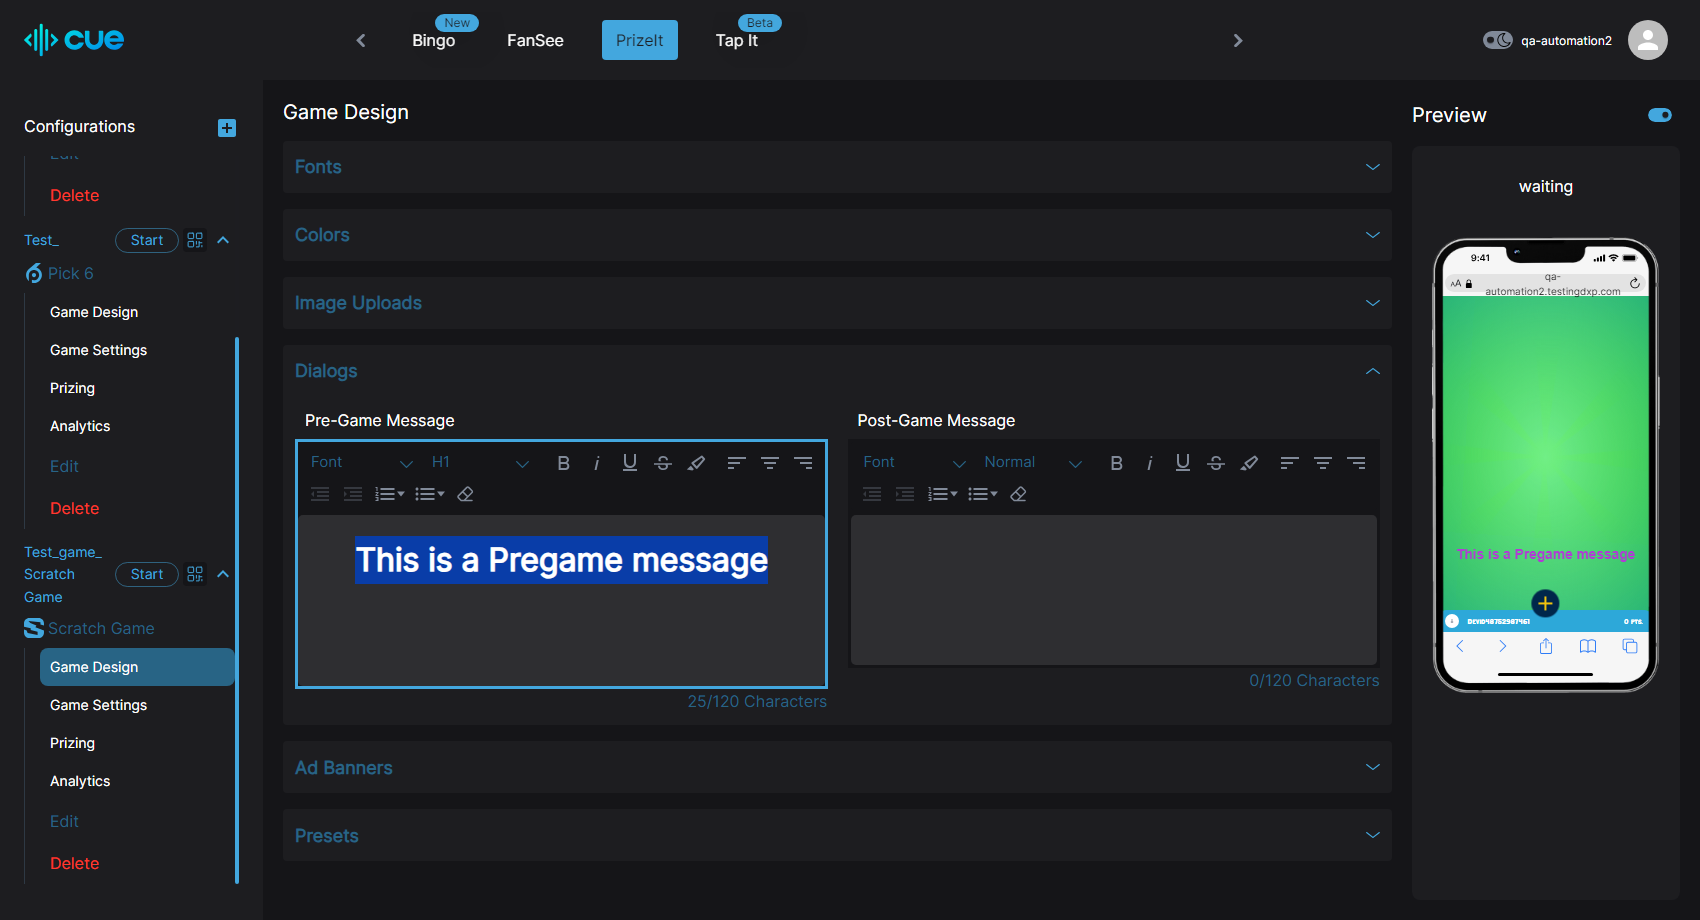 cue
New
Bingo
FanSee
PrizeIt
Beta
Tap It
qa-automation2
Configurations
Edit
Delete
Test_
Start
Pick 6
Game Design
Game Settings
Prizing
Analytics
Edit
Delete
Test_game_
Scratch
Game
Start
Scratch Game
Game Design
Game Settings
Prizing
Analytics
Edit
Delete
Game Design
Fonts
Colors
Image Uploads
Dialogs
Pre-Game Message
Font
H1
B i U S
This is a Pregame message
25/120 Characters
Post-Game Message
Font
Normal
B i U S
0/120 Characters
Ad Banners
Presets
Preview
waiting
9:41
AA
qa-
automation2.testingdxp.com
This is a Pregame message
0 PTS.